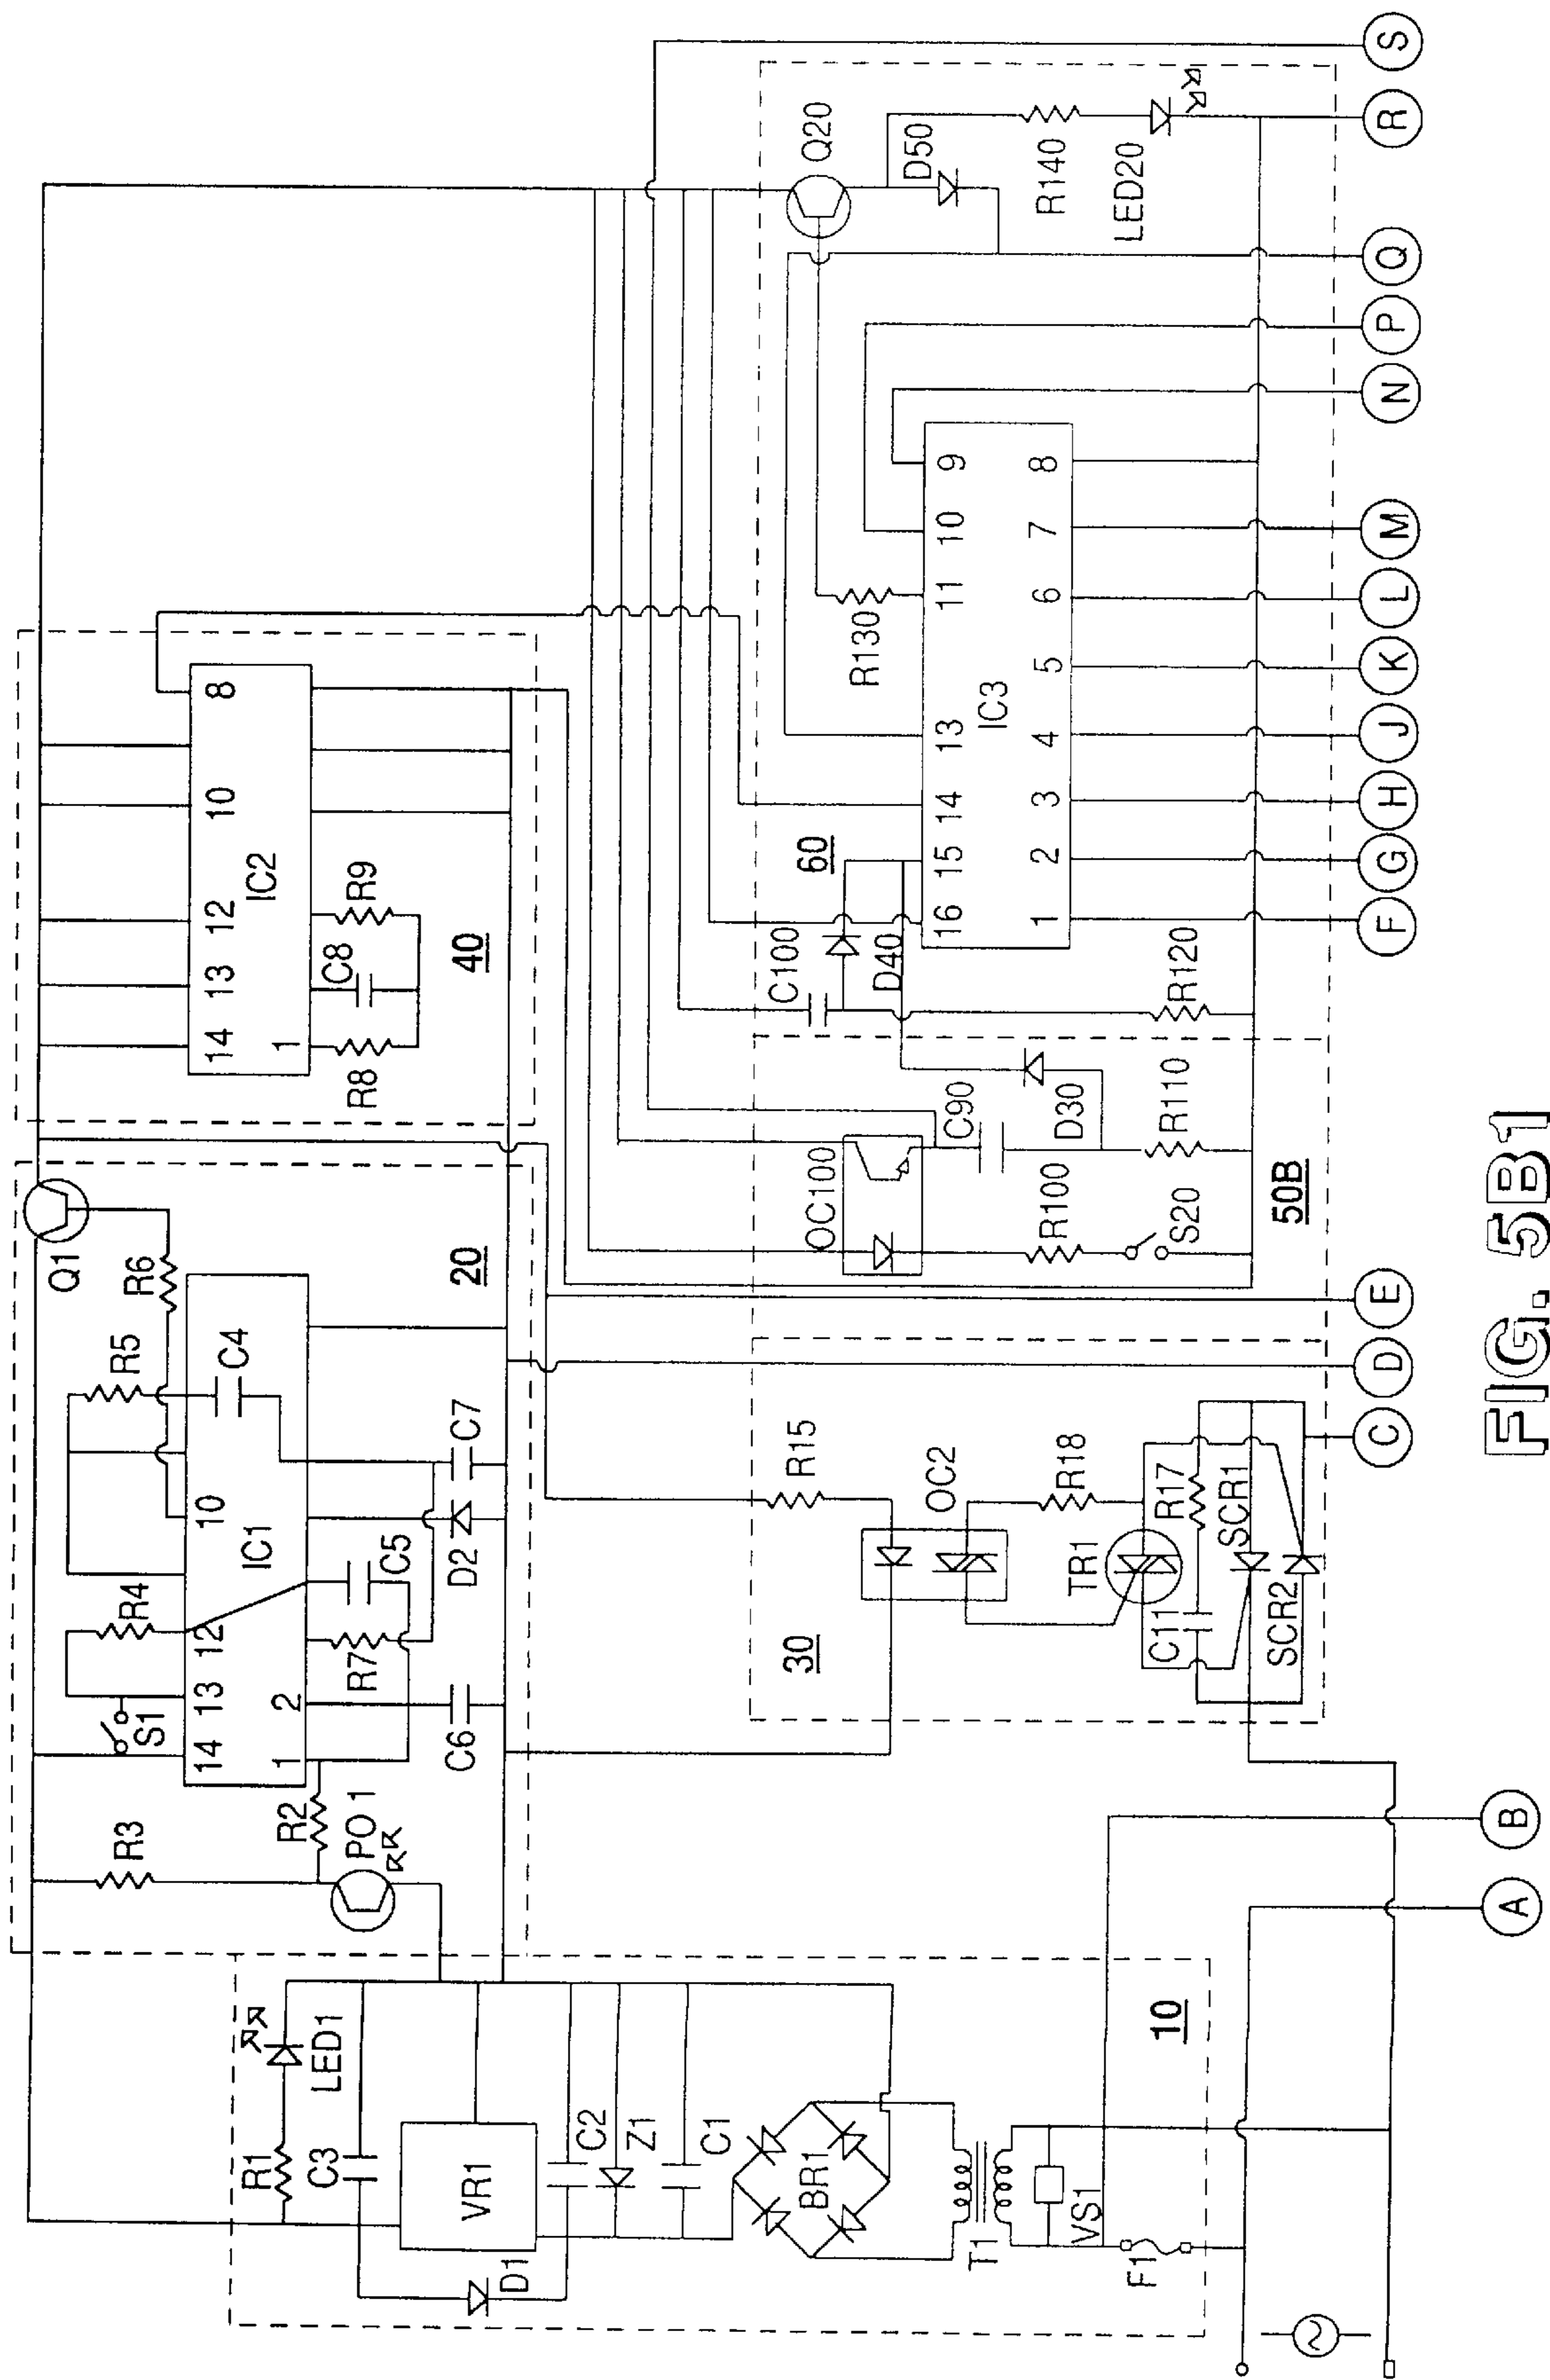 S1
R3
R2
PO 1
R4
14
13
12
10
1
2
IC1
R7
C5
C6
D2
C7
R5
C4
R6
Q1
20
14
13
12
10
8
1
IC2
R8
C8
R9
40
R1
LED1
C3
VR1
D1
C2
Z1
C1
BR1
T1
VS1
F1
10
30
R15
OC2
R18
TR1
C11
R17
SCR1
SCR2
OC100
C90
R100
D30
S20
R110
50B
C100
D40
R120
60
16
15
14
13
11
10
9
IC3
1
2
3
4
5
6
7
8
R130
Q20
D50
R140
LED20
A
B
C
D
E
F
G
H
J
K
L
M
N
P
Q
R
S
FIG. 5B1